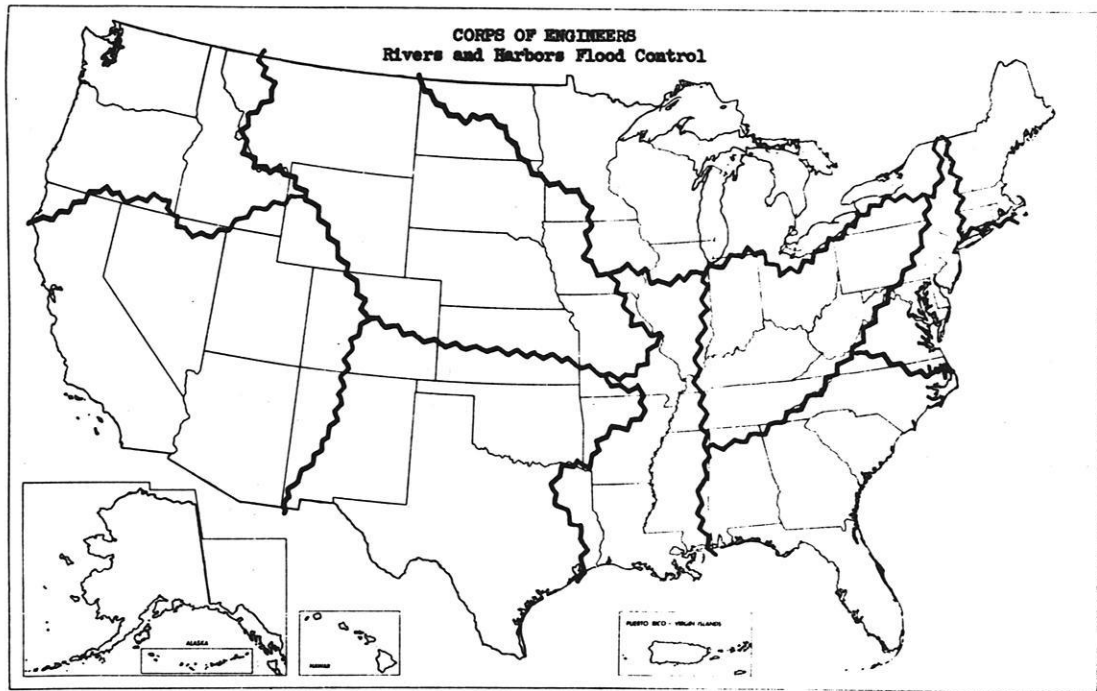 CORPS OF ENGINEERS
Rivers and Harbors Flood Control
ALASKA
HAWAII
PUERTO RICO - VIRGIN ISLANDS